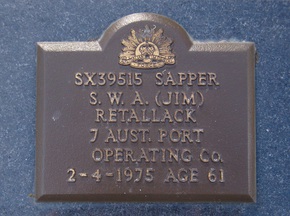 SX39515 SAPPER
S. W. A. (JIM)
RETALLACK
7 AUST. PORT
OPERATING CO.
2-4-1975 AGE 61